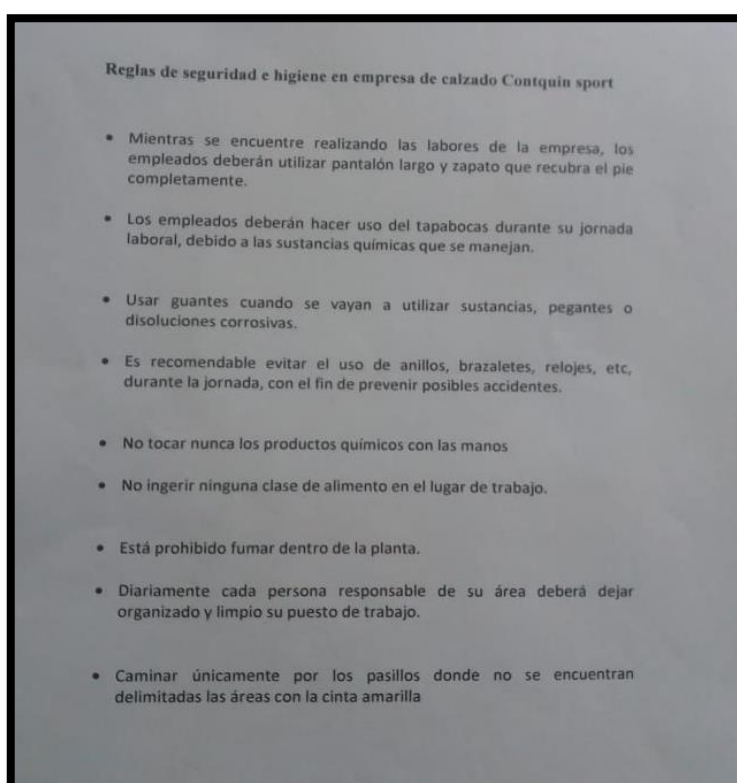 Reglas de seguridad e higiene en empresa de calzado Contquin sport
• Mientras se encuentre realizando las labores de la empresa, los
empleados deberán utilizar pantalón largo y zapato que recubra el pie
completamente.
• Los empleados deberán hacer uso del tapabocas durante su jornada
laboral, debido a las sustancias químicas que se manejan.
• Usar guantes cuando se vayan a utilizar sustancias, pegantes o
disoluciones corrosivas.
• Es recomendable evitar el uso de anillos, brazaletes, relojes, etc,
durante la jornada, con el fin de prevenir posibles accidentes.
• No tocar nunca los productos químicos con las manos
• No ingerir ninguna clase de alimento en el lugar de trabajo.
• Está prohibido fumar dentro de la planta.
• Diariamente cada persona responsable de su área deberá dejar
organizado y limpio su puesto de trabajo.
• Caminar únicamente por los pasillos donde no se encuentran
delimitadas las áreas con la cinta amarilla